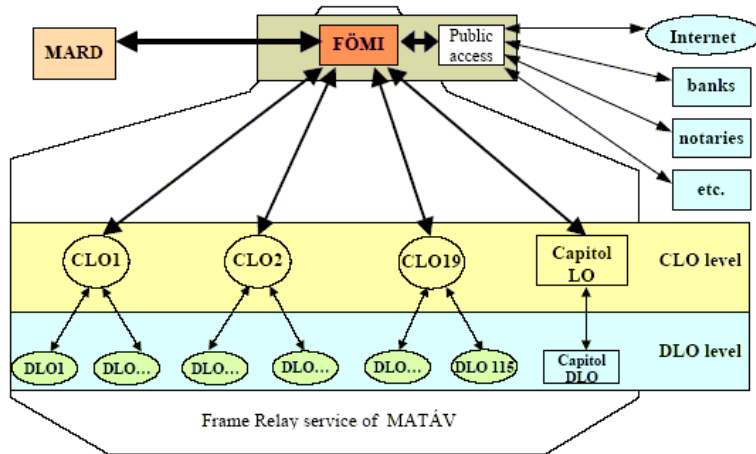 MARD
FÖMI
Public
access
Internet
banks
notaries
etc.
CLO1
CLO2
CLO19
Capitol
LO
CLO level
DLO1
DLO…
DLO…
DLO…
DLO…
DLO 115
Capitol
DLO
DLO level
Frame Relay service of MATÁV